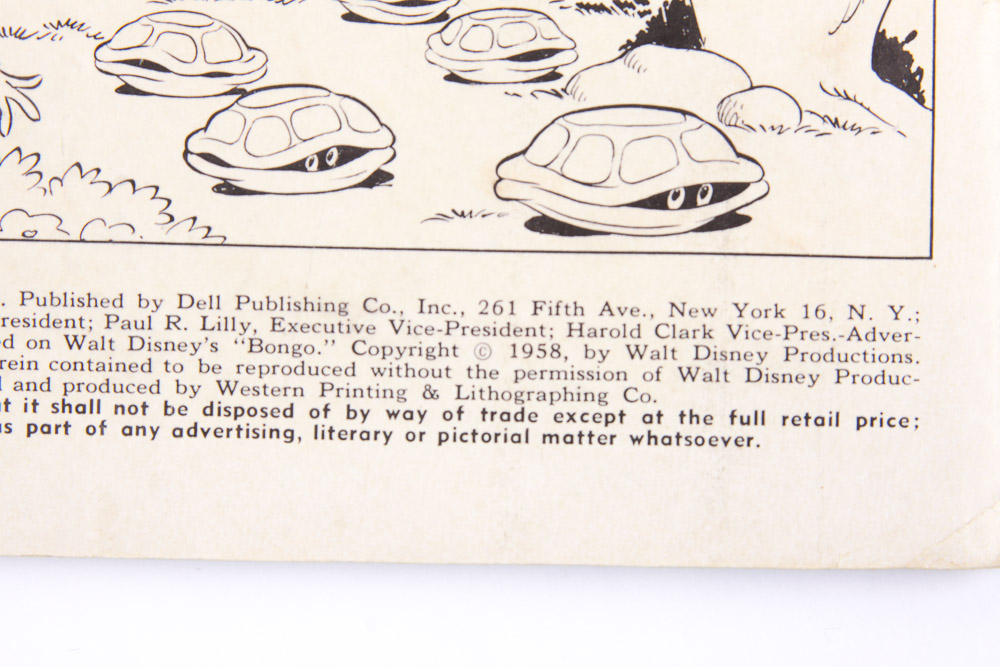 . Published by Dell Publishing Co., Inc., 261 Fifth Ave., New York 16, N. Y.;
resident; Paul R. Lilly, Executive Vice-President; Harold Clark Vice-Pres.-Adver-
ed on Walt Disney's "Bongo." Copyright © 1958, by Walt Disney Productions.
rein contained to be reproduced without the permission of Walt Disney Produc-
d and produced by Western Printing & Lithographing Co.
t it shall not be disposed of by way of trade except at the full retail price;
as part of any advertising, literary or pictorial matter whatsoever.